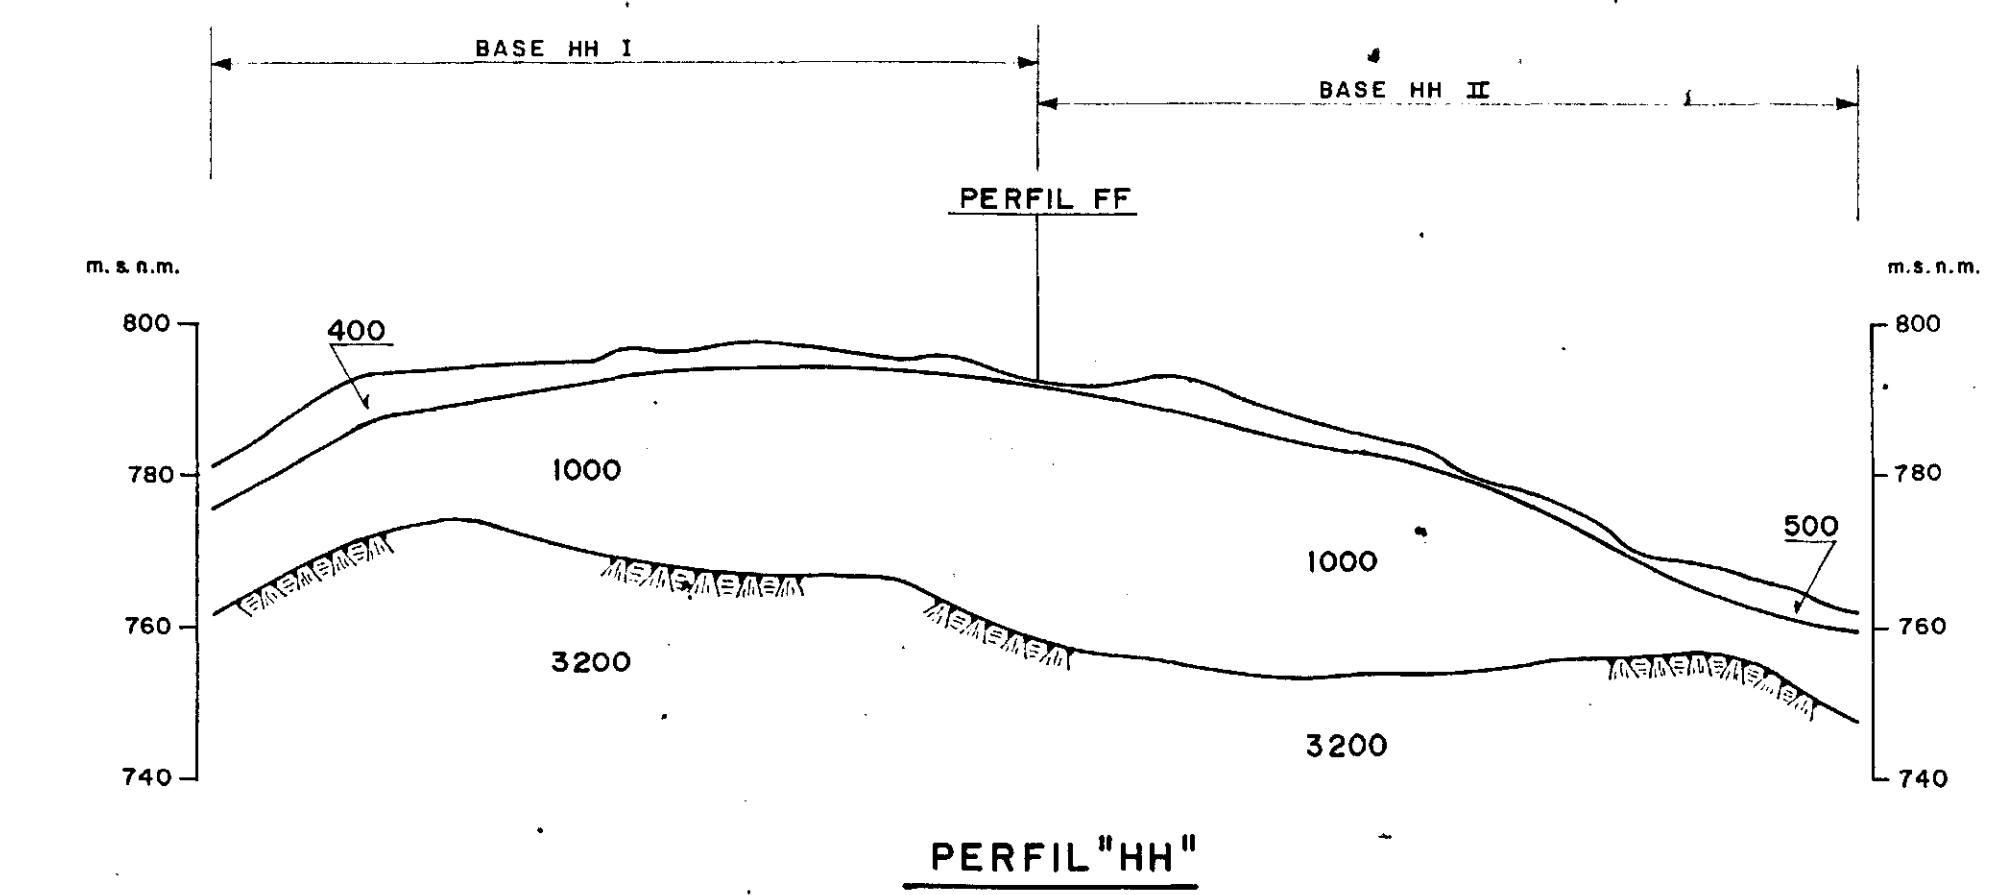 BASE HH I
BASE HH II
PERFIL FF
m. s. n.m.
m.s.n.m.
800
400
800
780
1000
780
500
1000
760
760
3200
3200
740
740
PERFIL "HH"